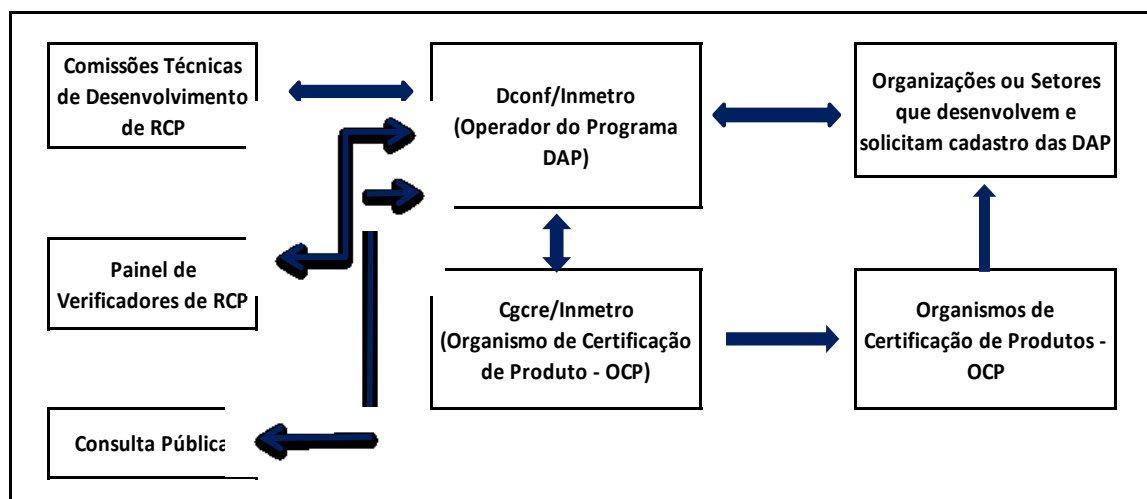 Comissões Técnicas
de Desenvolvimento
de RCP
Dconf/Inmetro
(Operador do Programa
DAP)
Organizações ou Setores
que desenvolvem e
solicitam cadastro das DAP
Painel de
Verificadores de RCP
Cgcre/Inmetro
(Organismo de Certificação
de Produto - OCP)
Organismos de
Certificação de Produtos -
OCP
Consulta Pública